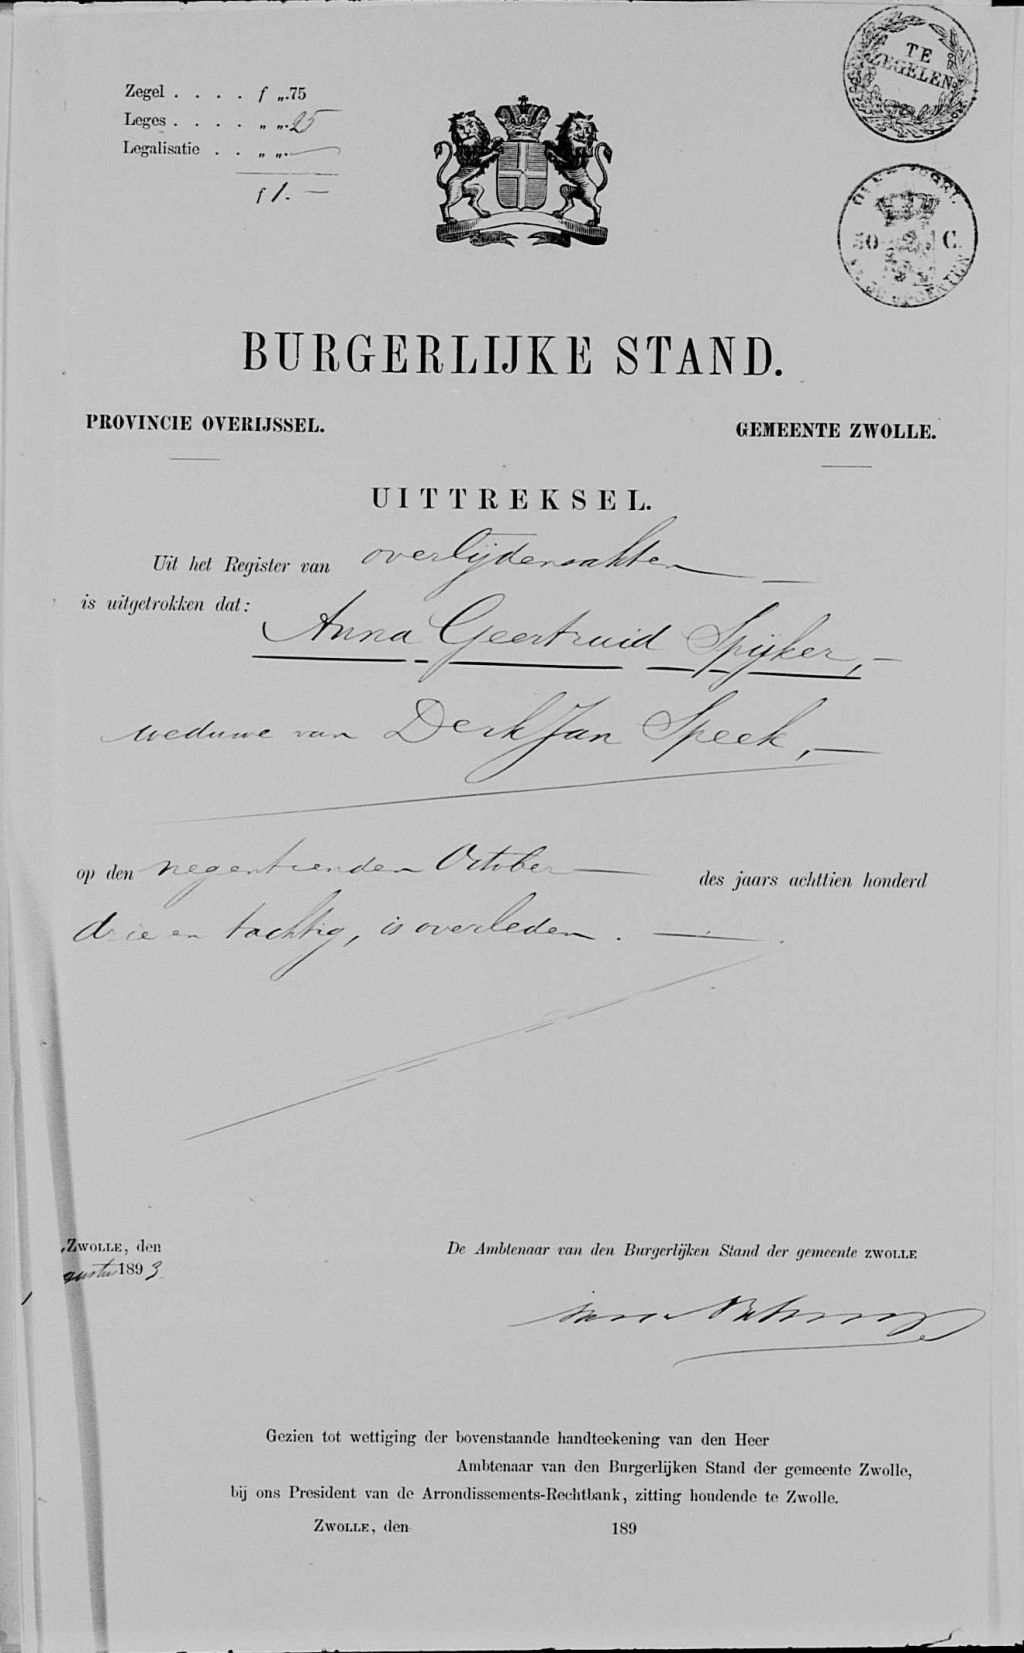 Zegel . . . . f „.75
Leges . . . . „ „.25
Legalisatie . . „ „.—
f 1.—
TE
ZEGELEN
50 C.
BURGERLIJKE STAND.
PROVINCIE OVERIJSSEL.
GEMEENTE ZWOLLE.
UITTREKSEL.
Uit het Register van overlijdensakten
is uitgetrokken dat:
Anna Geertruid Spijker,
weduwe van Derk Jan Speek,
op den negentienden October des jaars achttien honderd
drie en tachtig, is overleden.
ZWOLLE, den
gustus 1893
De Ambtenaar van den Burgerlijken Stand der gemeente ZWOLLE
Gezien tot wettiging der bovenstaande handteekening van den Heer
Ambtenaar van den Burgerlijken Stand der gemeente Zwolle,
bij ons President van de Arrondissements-Rechtbank, zitting houdende te Zwolle.
ZWOLLE, den 189